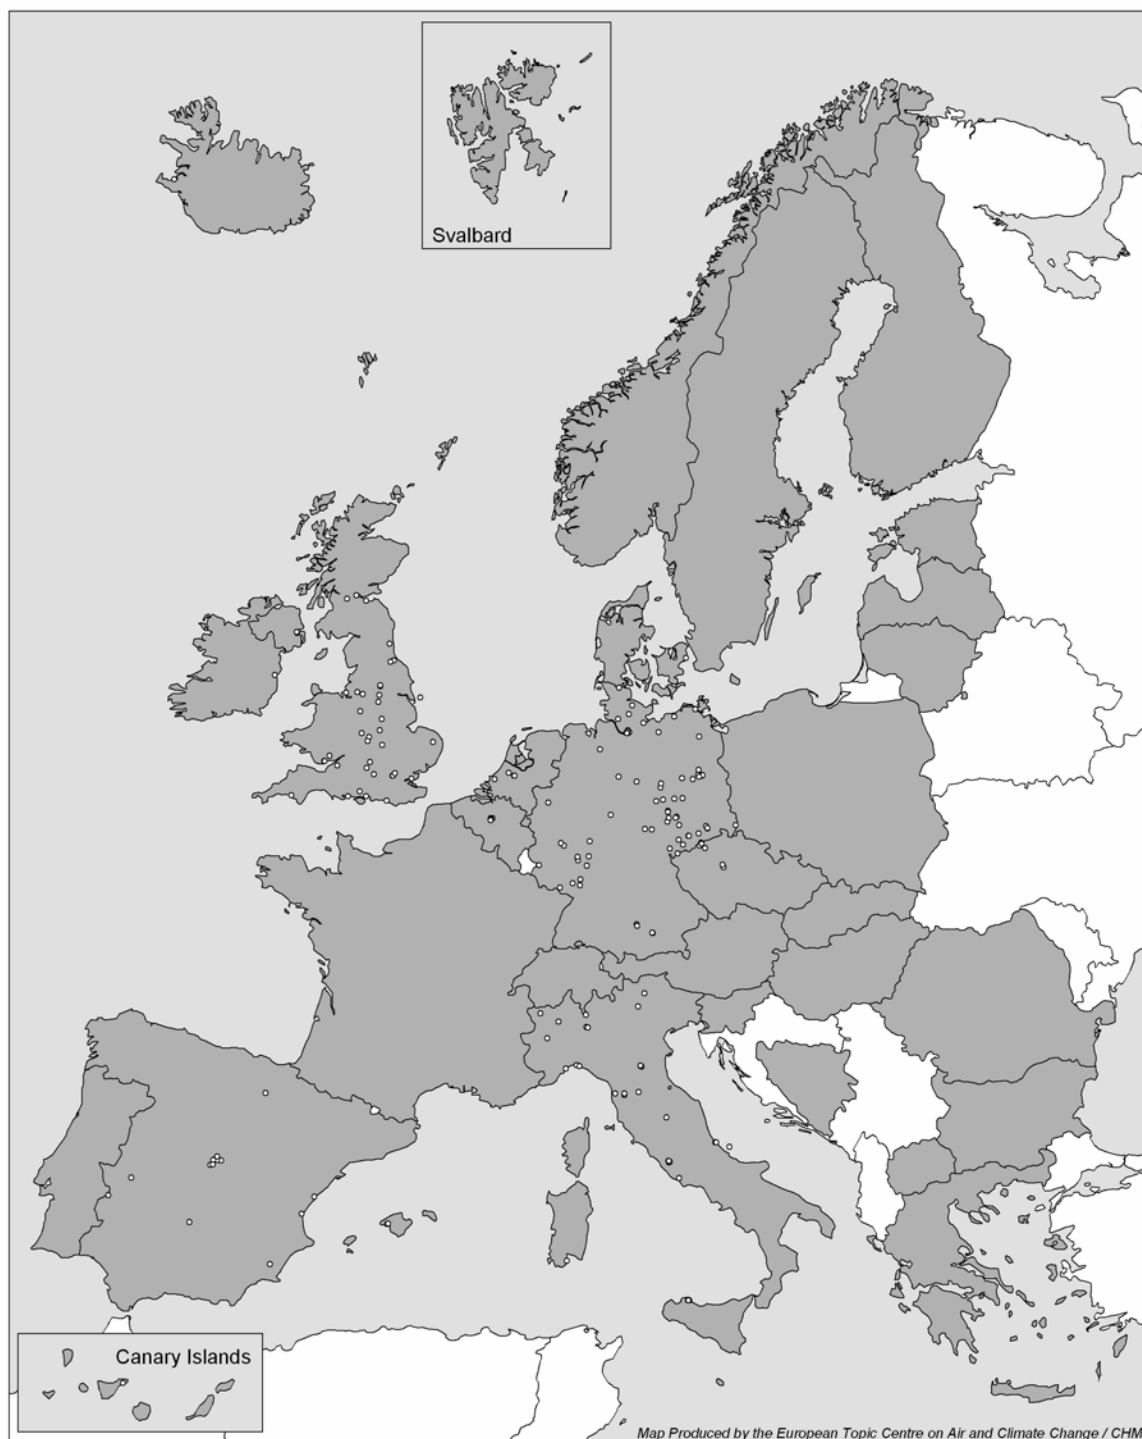 Svalbard
Canary Islands
Map Produced by the European Topic Centre on Air and Climate Change / CHM